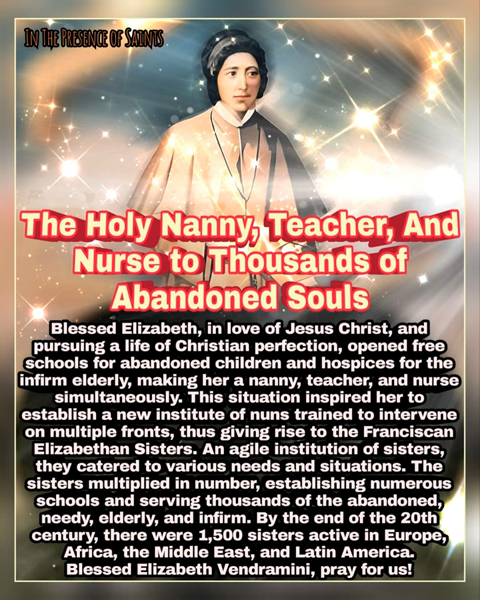 In The Presence of Saints
The Holy Nanny, Teacher, And
Nurse to Thousands of
Abandoned Souls
Blessed Elizabeth, in love of Jesus Christ, and
pursuing a life of Christian perfection, opened free
schools for abandoned children and hospices for the
infirm elderly, making her a nanny, teacher, and nurse
simultaneously. This situation inspired her to
establish a new institute of nuns trained to intervene
on multiple fronts, thus giving rise to the Franciscan
Elizabethan Sisters. An agile institution of sisters,
they catered to various needs and situations. The
sisters multiplied in number, establishing numerous
schools and serving thousands of the abandoned,
needy, elderly, and infirm. By the end of the 20th
century, there were 1,500 sisters active in Europe,
Africa, the Middle East, and Latin America.
Blessed Elizabeth Vendramini, pray for us!